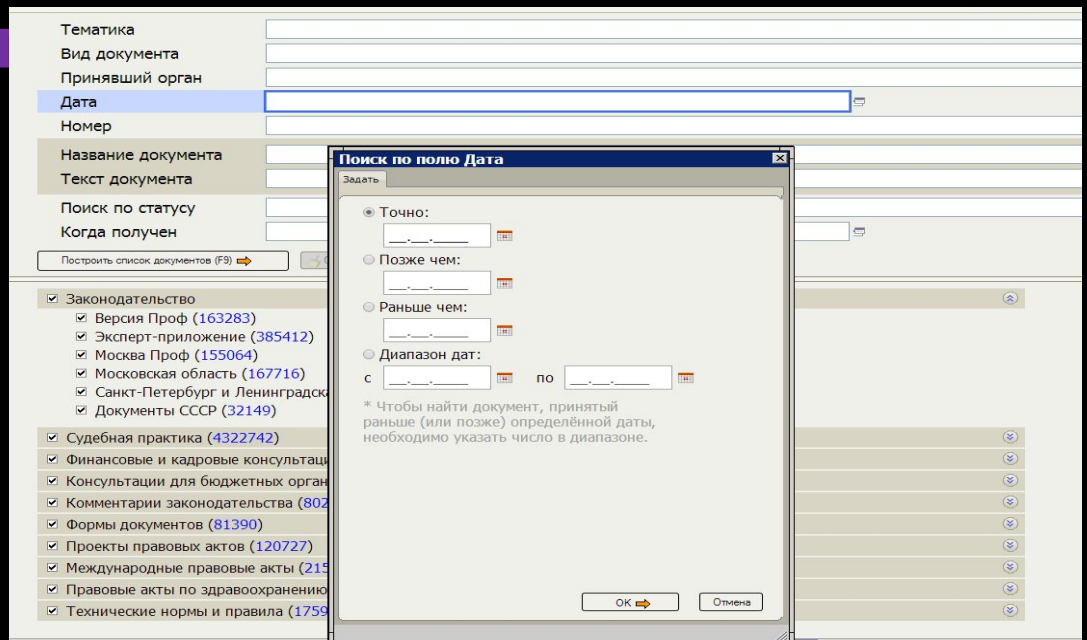 Тематика
Вид документа
Принявший орган
Дата
Номер
Название документа
Текст документа
Поиск по статусу
Когда получен
Построить список документов (F9)
Поиск по полю Дата
Задать
Точно:
__.__.____
Позже чем:
__.__.____
Раньше чем:
__.__.____
Диапазон дат:
с __.__.____ по __.__.____
* Чтобы найти документ, принятый
раньше (или позже) определённой даты,
необходимо указать число в диапазоне.
OK Отмена
Законодательство
Версия Проф (163283)
Эксперт-приложение (385412)
Москва Проф (155064)
Московская область (167716)
Санкт-Петербург и Ленинградска
Документы СССР (32149)
Судебная практика (4322742)
Финансовые и кадровые консультаци
Консультации для бюджетных орган
Комментарии законодательства (802
Формы документов (81390)
Проекты правовых актов (120727)
Международные правовые акты (215
Правовые акты по здравоохранению
Технические нормы и правила (1759